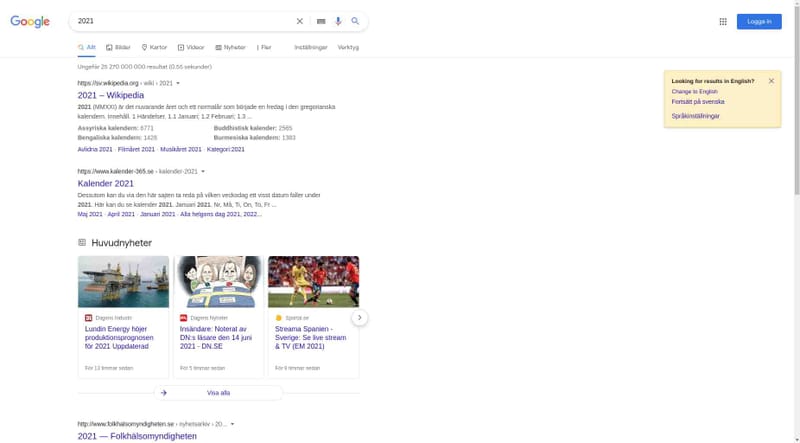 Google
2021
Logga in
Allt
Bilder
Kartor
Videor
Nyheter
Fler
Inställningar
Verktyg
Ungefär 25 270 000 000 resultat (0,56 sekunder)
https://sv.wikipedia.org › wiki › 2021
2021 – Wikipedia
2021 (MMXXI) är det nuvarande året och ett normalår som började en fredag i den gregorianska
kalendern. Innehåll. 1 Händelser. 1.1 Januari; 1.2 Februari; 1.3 ...
Assyriska kalendern: 6771
Buddhistisk kalender: 2565
Bengaliska kalendern: 1428
Burmesiska kalendern: 1383
Avlidna 2021 · Filmåret 2021 · Musikåret 2021 · Kategori:2021
https://www.kalender-365.se › kalender-2021
Kalender 2021
Dessutom kan du via den här sajten ta reda på vilken veckodag ett visst datum faller under
2021. Här kan du se kalender 2021. Januari 2021. Nr, Må, Ti, On, To, Fr ...
Maj 2021 · April 2021 · Januari 2021 · Alla helgons dag 2021, 2022...
Huvudnyheter
Dagens industri
Lundin Energy höjer
produktionsprognosen
för 2021 Uppdaterad
För 13 timmar sedan
Dagens Nyheter
Insändare: Noterat av
DN:s läsare den 14 juni
2021 - DN.SE
För 5 timmar sedan
Sportal.se
Streama Spanien -
Sverige: Se live stream
& TV (EM 2021)
För 6 timmar sedan
Visa alla
http://www.folkhalsomyndigheten.se › nyhetsarkiv › 20...
2021 — Folkhälsomyndigheten
Looking for results in English?
Change to English
Fortsätt på svenska
Språkinställningar